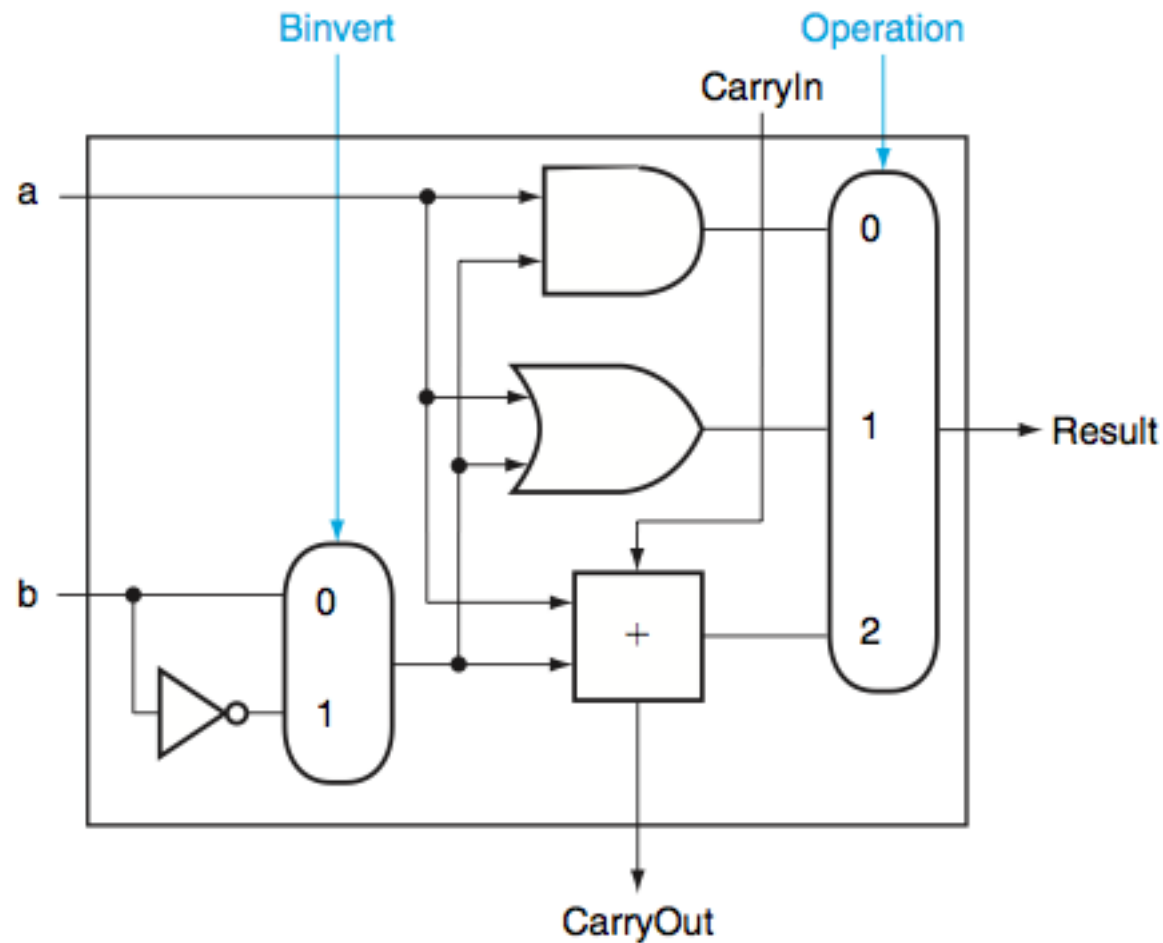 Binvert
Operation
CarryIn
a
0
1
Result
b
0
+
2
1
CarryOut